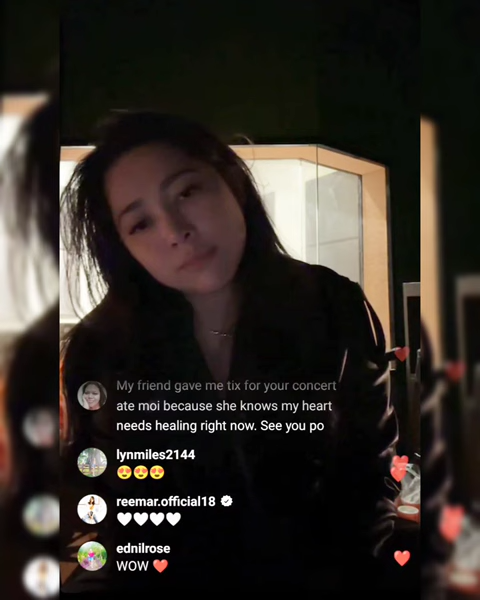 My friend gave me tix for your concert
ate moi because she knows my heart
needs healing right now. See you po
lynmiles2144
😍😍😍
reemar.official18
🤍🤍🤍🤍
ednilrose
WOW ❤️